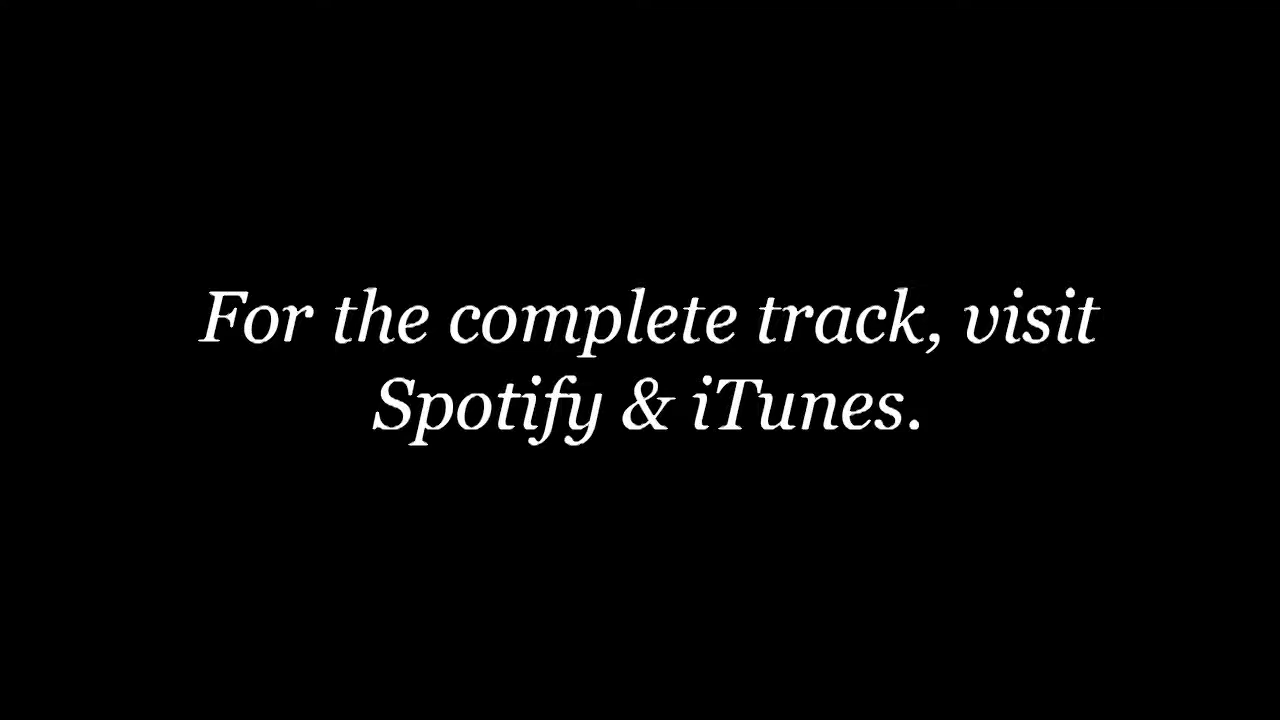 For the complete track, visit
Spotify & iTunes.